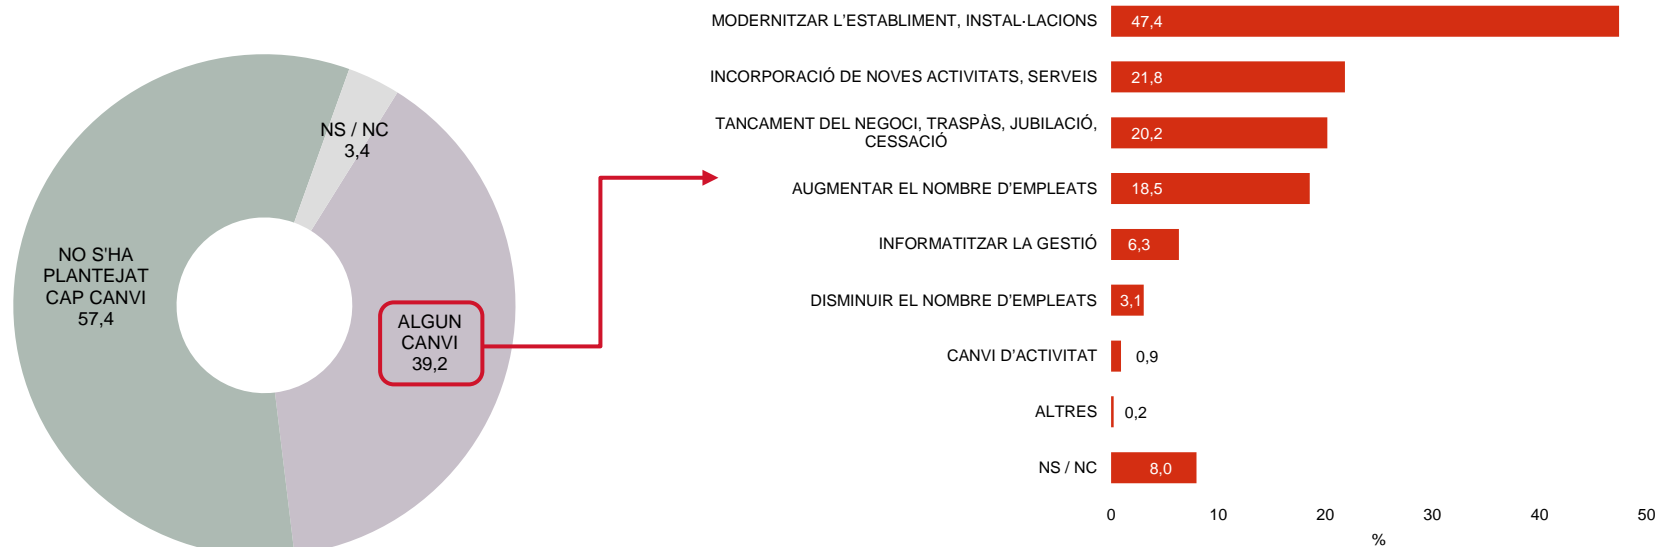 NS / NC
3,4
NO S'HA
PLANTEJAT
CAP CANVI
57,4
ALGUN
CANVI
39,2
MODERNITZAR L'ESTABLIMENT, INSTAL·LACIONS
47,4
INCORPORACIÓ DE NOVES ACTIVITATS, SERVEIS
21,8
TANCAMENT DEL NEGOCI, TRASPÀS, JUBILACIÓ,
CESSACIÓ
20,2
AUGMENTAR EL NOMBRE D'EMPLEATS
18,5
INFORMATITZAR LA GESTIÓ
6,3
DISMINUIR EL NOMBRE D'EMPLEATS
3,1
CANVI D'ACTIVITAT
0,9
ALTRES
0,2
NS / NC
8,0
0 10 20 30 40 50
%